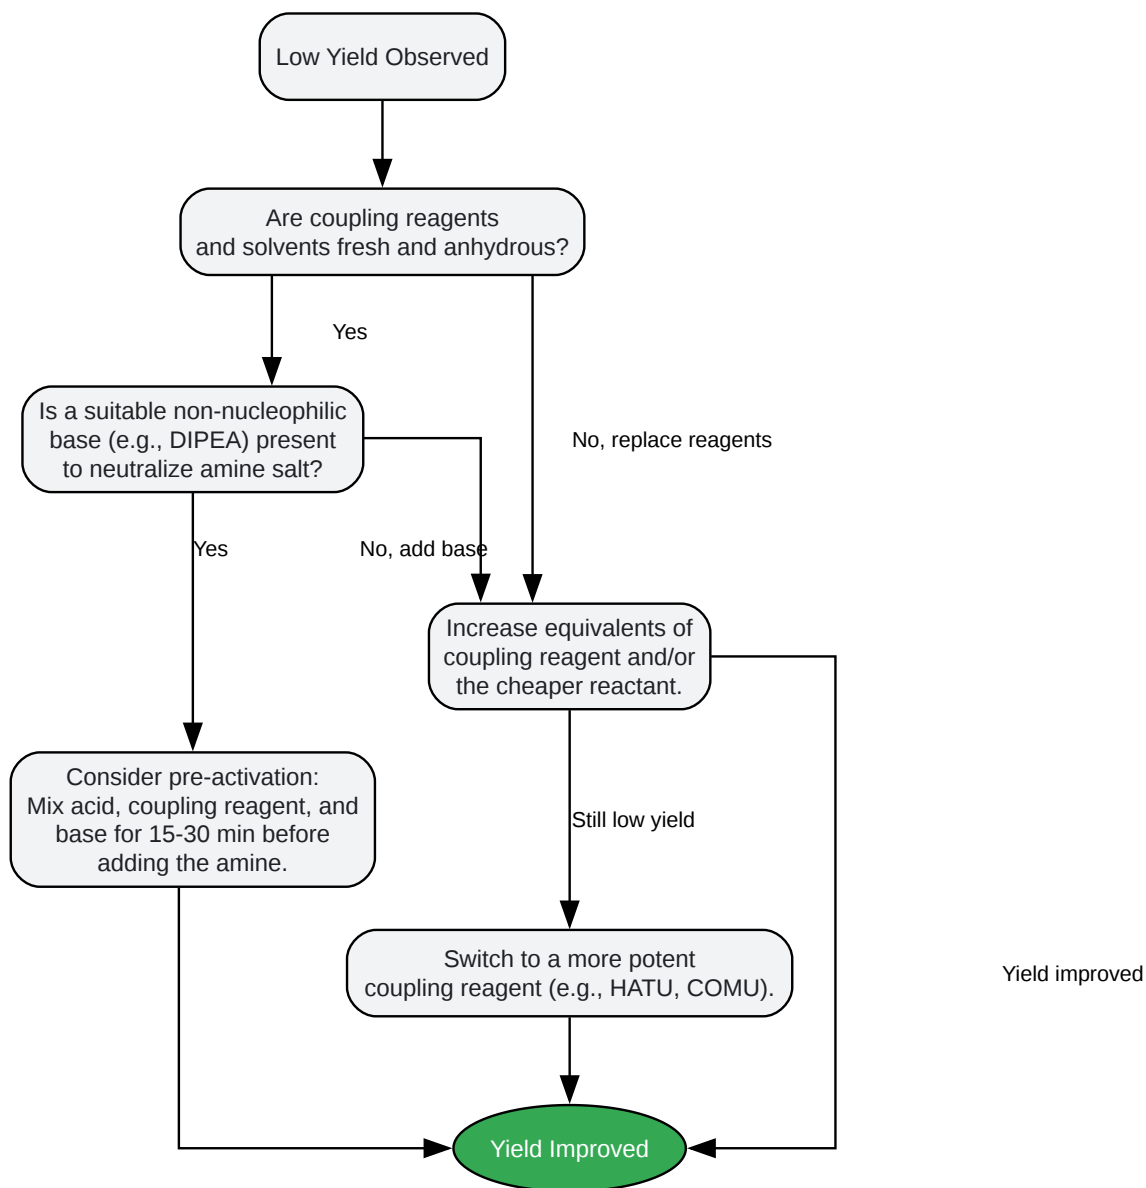 Low Yield Observed
Are coupling reagents
and solvents fresh and anhydrous?
Yes
Is a suitable non-nucleophilic
base (e.g., DIPEA) present
to neutralize amine salt?
No, replace reagents
Yes
No, add base
Increase equivalents of
coupling reagent and/or
the cheaper reactant.
Consider pre-activation:
Mix acid, coupling reagent, and
base for 15-30 min before
adding the amine.
Still low yield
Switch to a more potent
coupling reagent (e.g., HATU, COMU).
Yield improved
Yield Improved